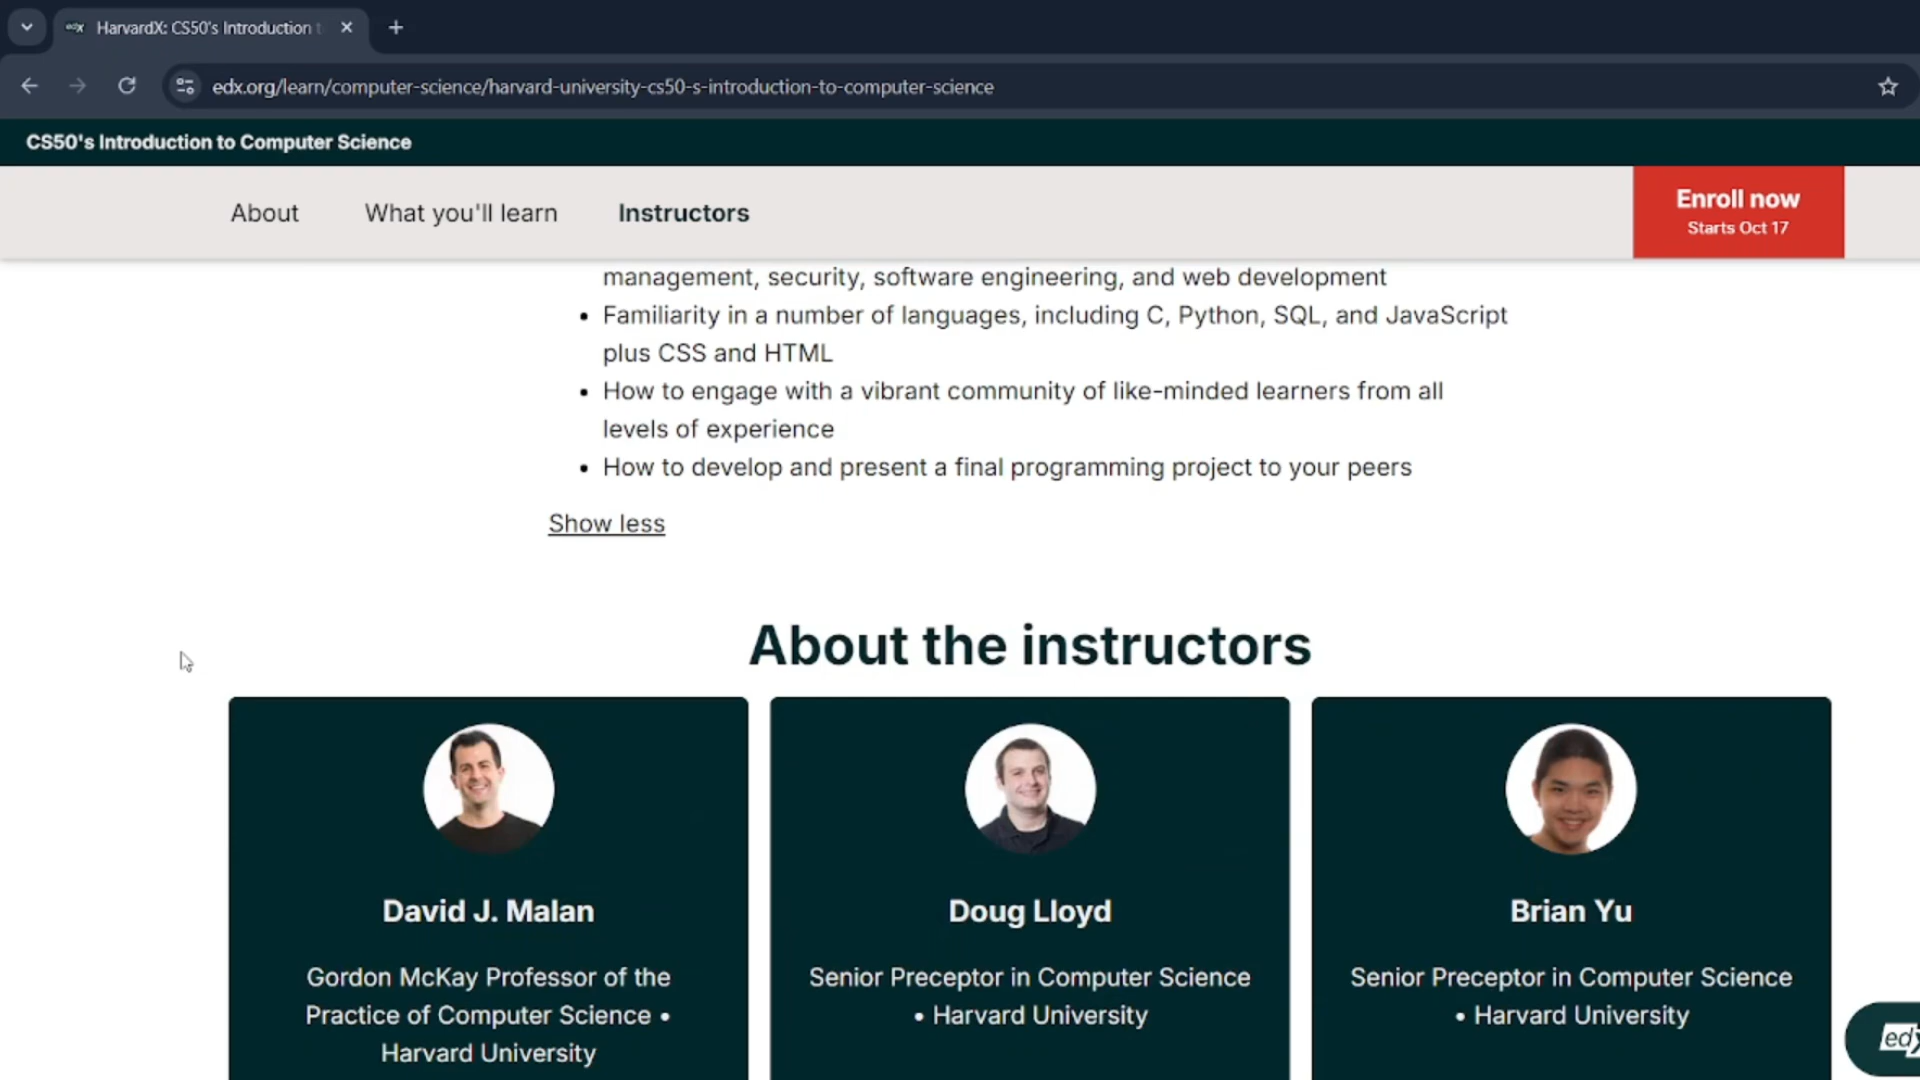 edX HarvardX: CS50's Introduction t
edx.org/learn/computer-science/harvard-university-cs50-s-introduction-to-computer-science
CS50's Introduction to Computer Science
About What you'll learn Instructors
Enroll now
Starts Oct 17
management, security, software engineering, and web development
• Familiarity in a number of languages, including C, Python, SQL, and JavaScript
plus CSS and HTML
• How to engage with a vibrant community of like-minded learners from all
levels of experience
• How to develop and present a final programming project to your peers
Show less
About the instructors
David J. Malan
Gordon McKay Professor of the
Practice of Computer Science •
Harvard University
Doug Lloyd
Senior Preceptor in Computer Science
• Harvard University
Brian Yu
Senior Preceptor in Computer Science
• Harvard University
edX